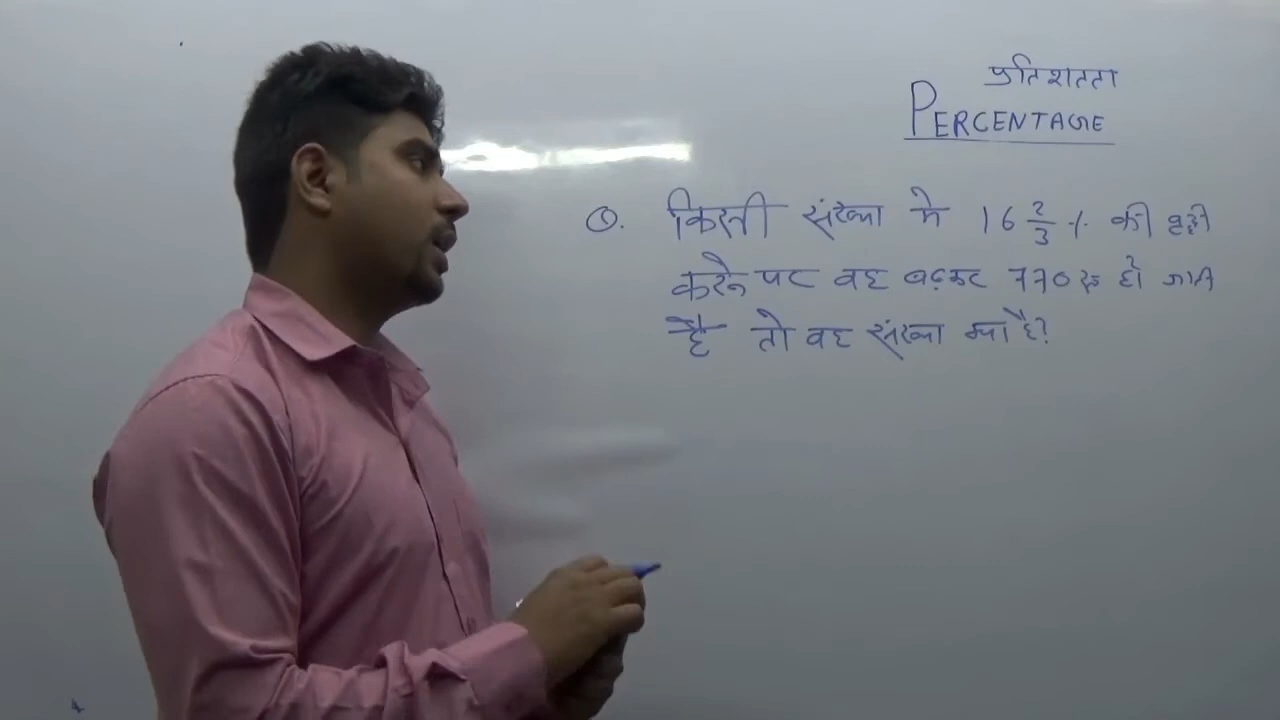 प्रतिशतता
PERCENTAGE
Q. किसी संख्या मे 16 2/3 % की वृद्धी
करने पर वह बढ़कर 770 रू हो जाती
है तो वह संख्या क्या है?